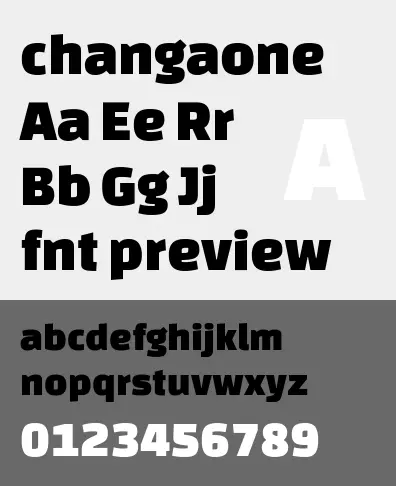 changaone
Aa Ee Rr
A
Bb Gg Jj
fnt preview
abcdefghijklm
nopqrstuvwxyz
0123456789